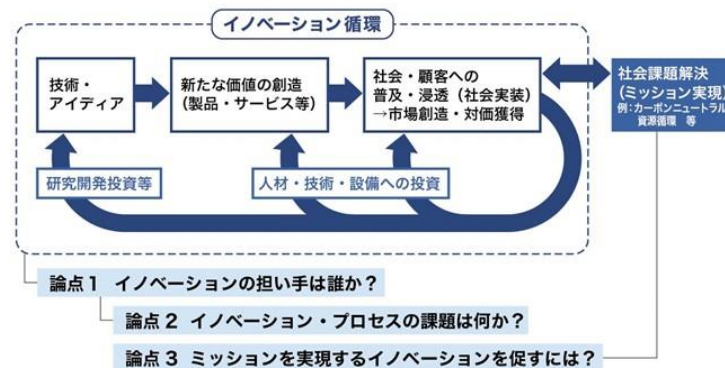 イノベーション循環
技術・
アイディア
新たな価値の創造
（製品・サービス等）
社会・顧客への
普及・浸透（社会実装）
→市場創造・対価獲得
社会課題解決
（ミッション実現）
例：カーボンニュートラル
資源循環　等
研究開発投資等
人材・技術・設備への投資
論点１　イノベーションの担い手は誰か？
論点２　イノベーション・プロセスの課題は何か？
論点３　ミッションを実現するイノベーションを促すには？